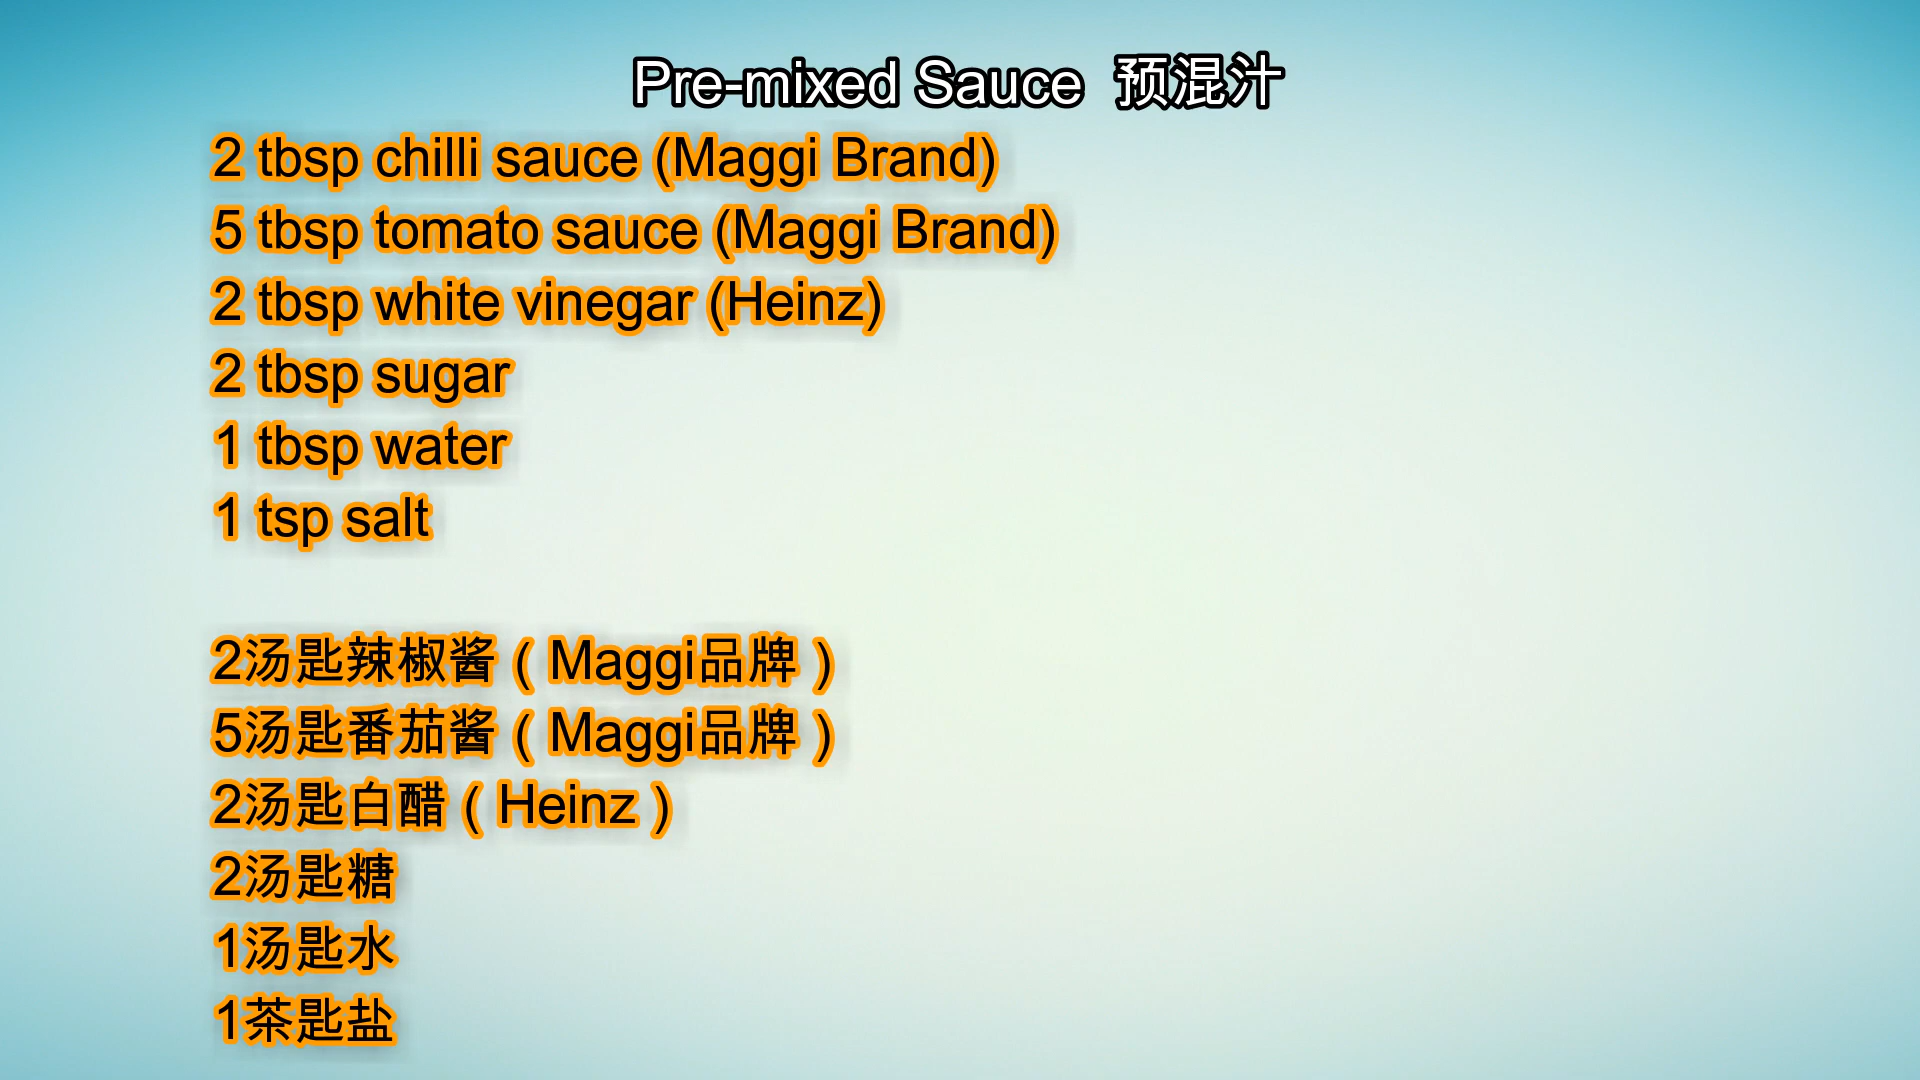 Pre-mixed Sauce 预混汁
2 tbsp chilli sauce (Maggi Brand)
5 tbsp tomato sauce (Maggi Brand)
2 tbsp white vinegar (Heinz)
2 tbsp sugar
1 tbsp water
1 tsp salt
2汤匙辣椒酱（Maggi品牌）
5汤匙番茄酱（Maggi品牌）
2汤匙白醋（Heinz）
2汤匙糖
1汤匙水
1茶匙盐